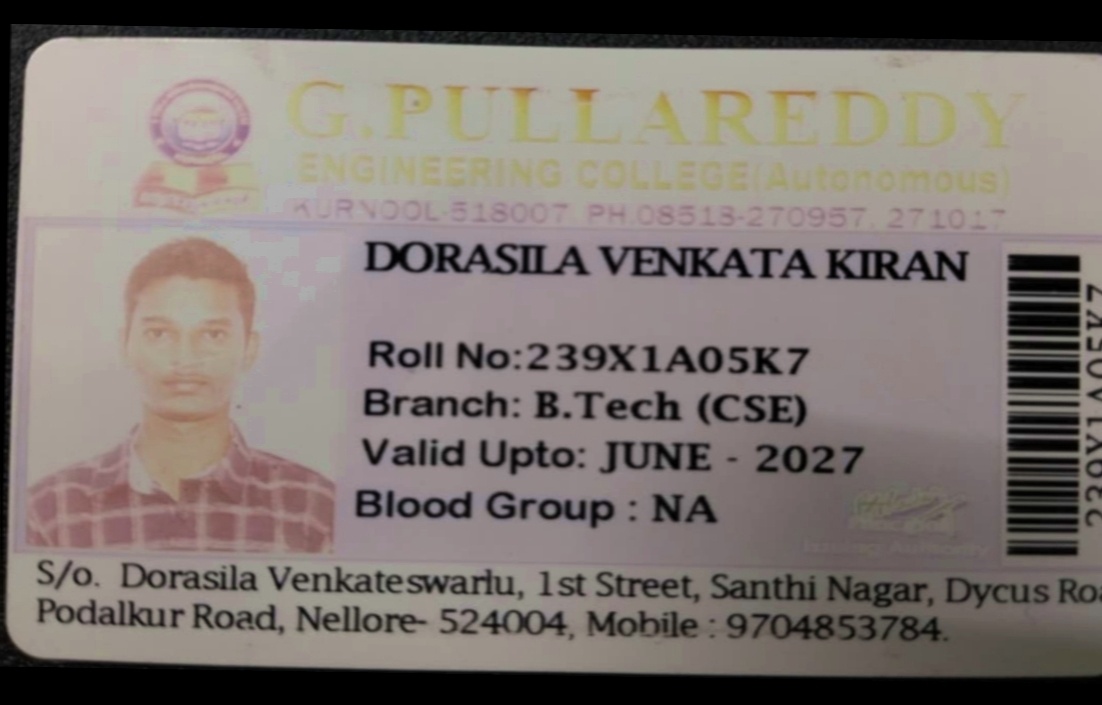 G.PULLAREDDY
ENGINEERING COLLEGE(Autonomous)
KURNOOL-518007 PH.08518-270957, 271017
DORASILA VENKATA KIRAN
Roll No:239X1A05K7
Branch: B.Tech (CSE)
Valid Upto: JUNE - 2027
Blood Group : NA
Issuing Authority
239X1A05K7
S/o. Dorasila Venkateswarlu, 1st Street, Santhi Nagar, Dycus Roa
Podalkur Road, Nellore- 524004, Mobile : 9704853784.